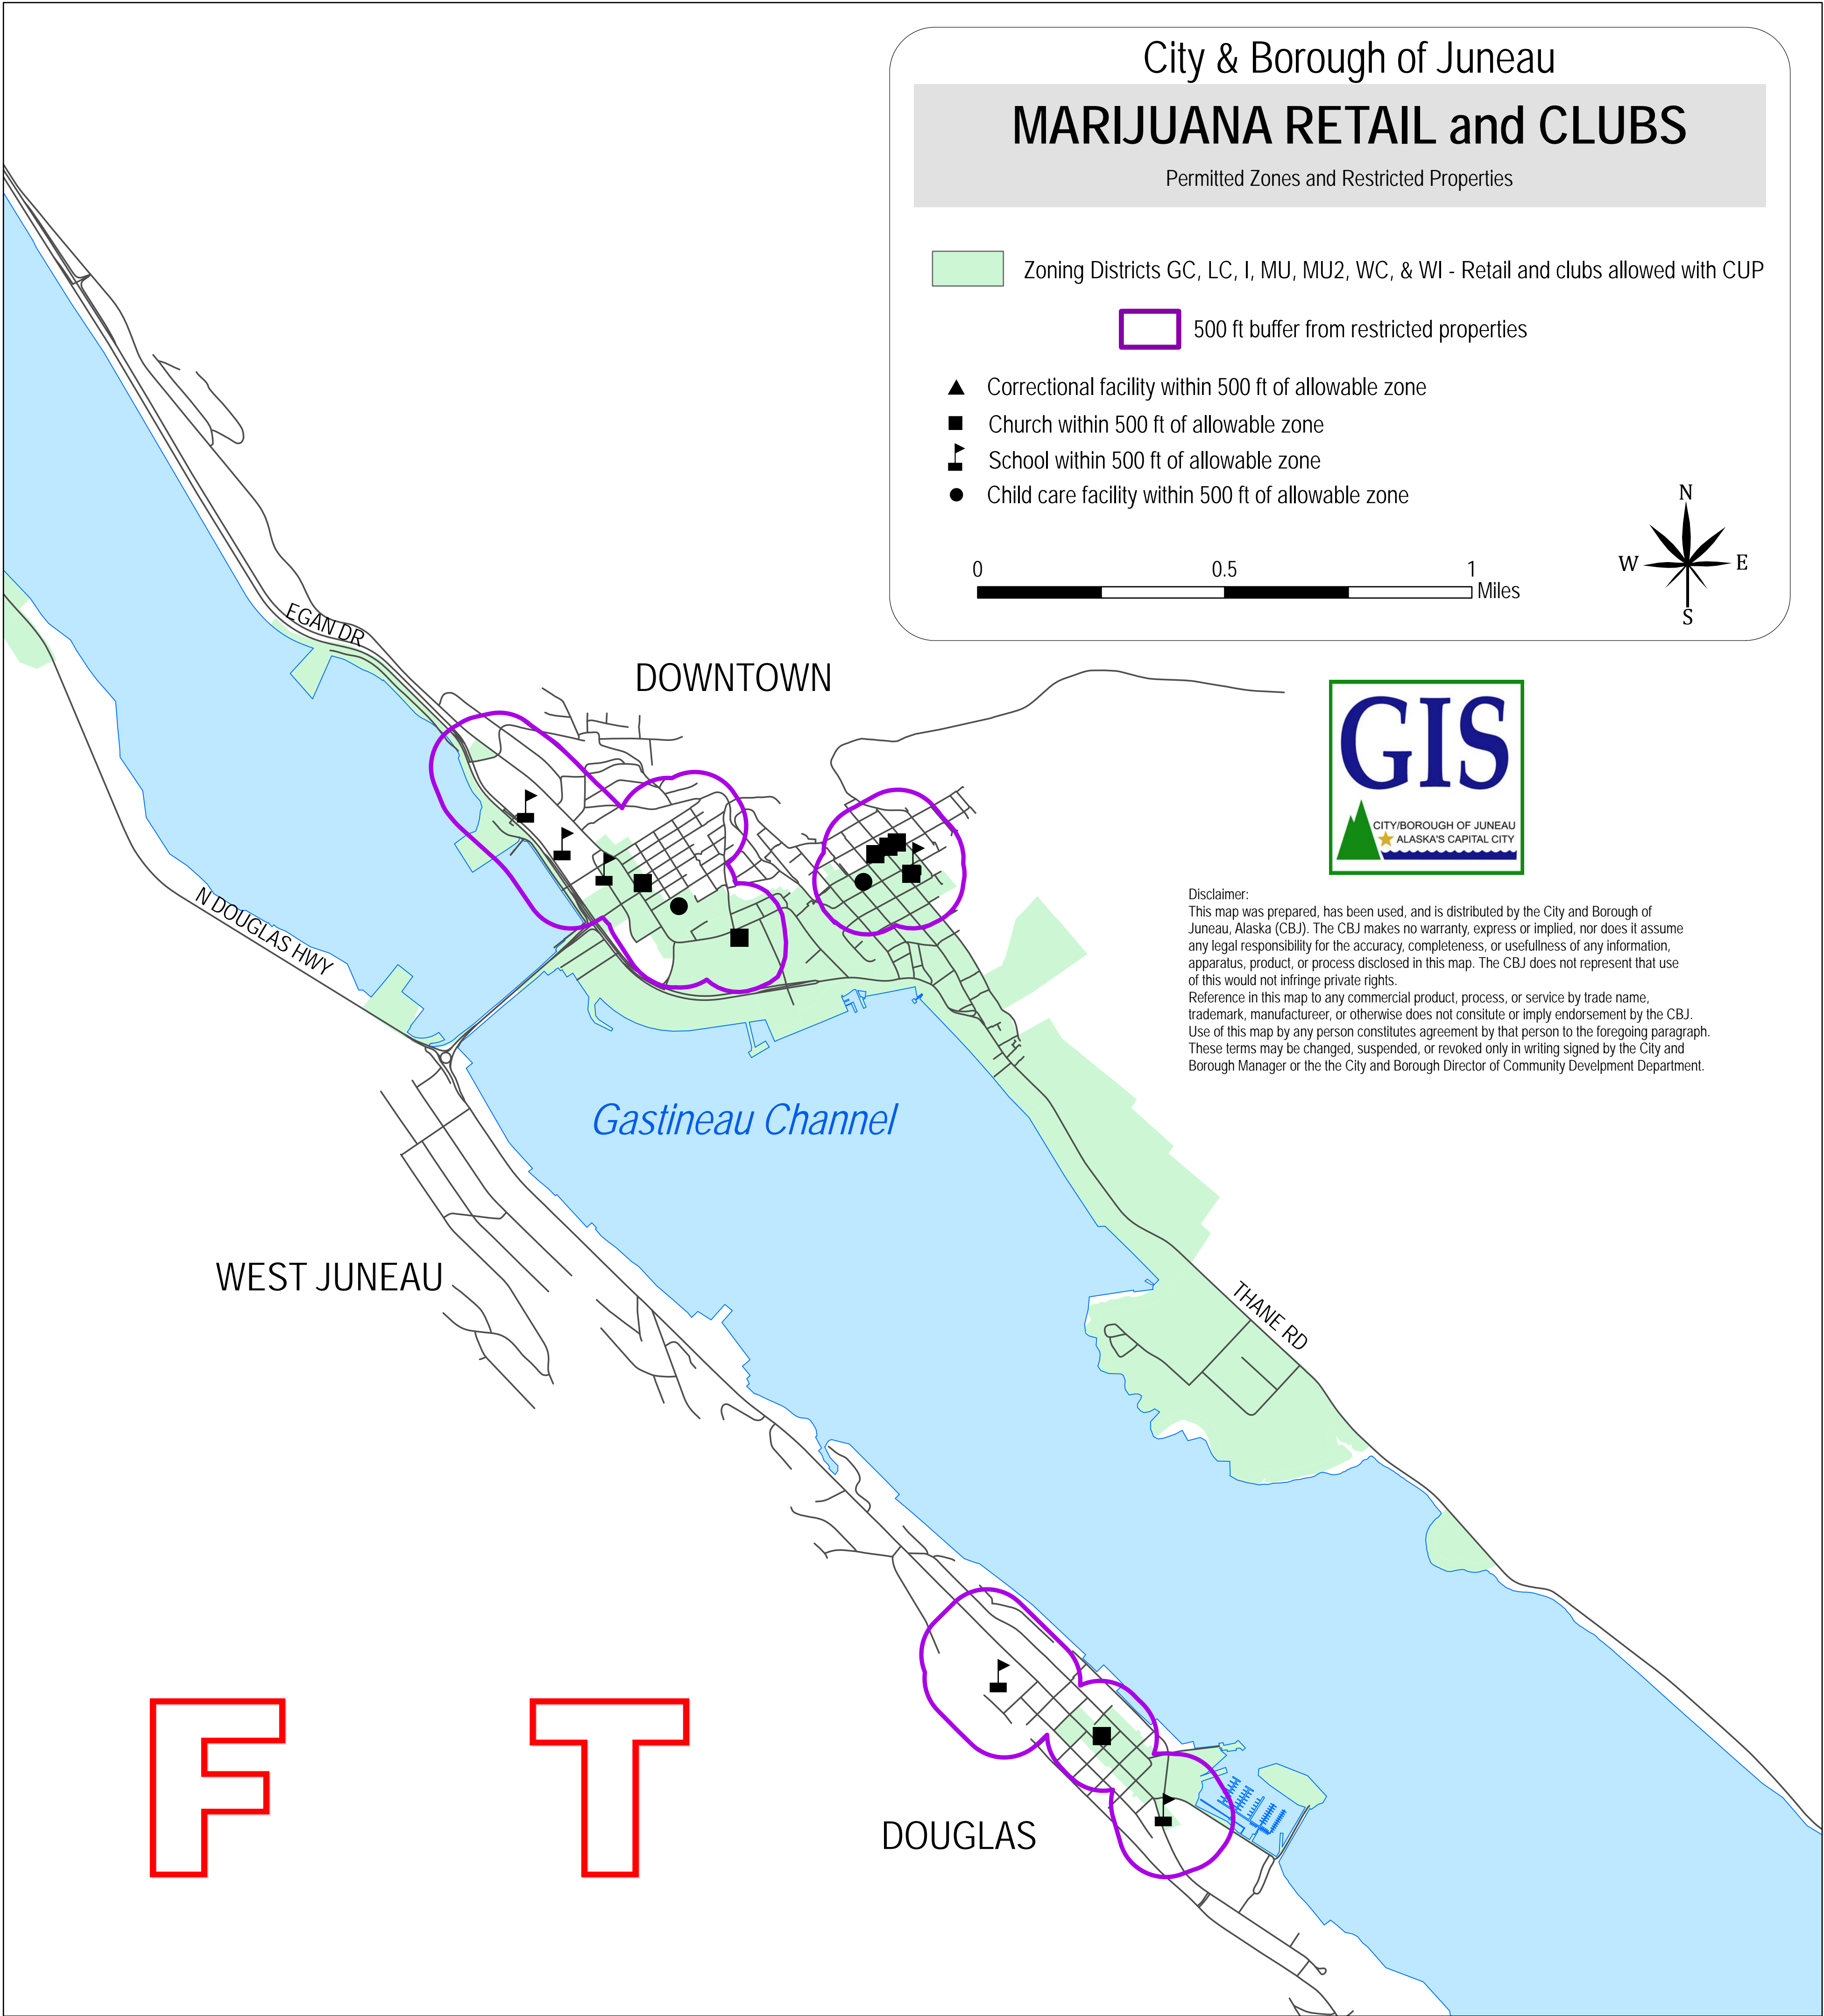 City & Borough of Juneau
MARIJUANA RETAIL and CLUBS
Permitted Zones and Restricted Properties
Zoning Districts GC, LC, I, MU, MU2, WC, & WI - Retail and clubs allowed with CUP
500 ft buffer from restricted properties
Correctional facility within 500 ft of allowable zone
Church within 500 ft of allowable zone
School within 500 ft of allowable zone
Child care facility within 500 ft of allowable zone
0 0.5 1
Miles
N
W E
S
EGAN DR
DOWNTOWN
GIS
CITY/BOROUGH OF JUNEAU
ALASKA'S CAPITAL CITY
N DOUGLAS HWY
Disclaimer:
This map was prepared, has been used, and is distributed by the City and Borough of
Juneau, Alaska (CBJ). The CBJ makes no warranty, express or implied, nor does it assume
any legal responsibility for the accuracy, completeness, or usefullness of any information,
apparatus, product, or process disclosed in this map. The CBJ does not represent that use
of this would not infringe private rights.
Reference in this map to any commercial product, process, or service by trade name,
trademark, manufactureer, or otherwise does not consitute or imply endorsement by the CBJ.
Use of this map by any person constitutes agreement by that person to the foregoing paragraph.
These terms may be changed, suspended, or revoked only in writing signed by the City and
Borough Manager or the the City and Borough Director of Community Develpment Department.
Gastineau Channel
WEST JUNEAU
THANE RD
F T
DOUGLAS